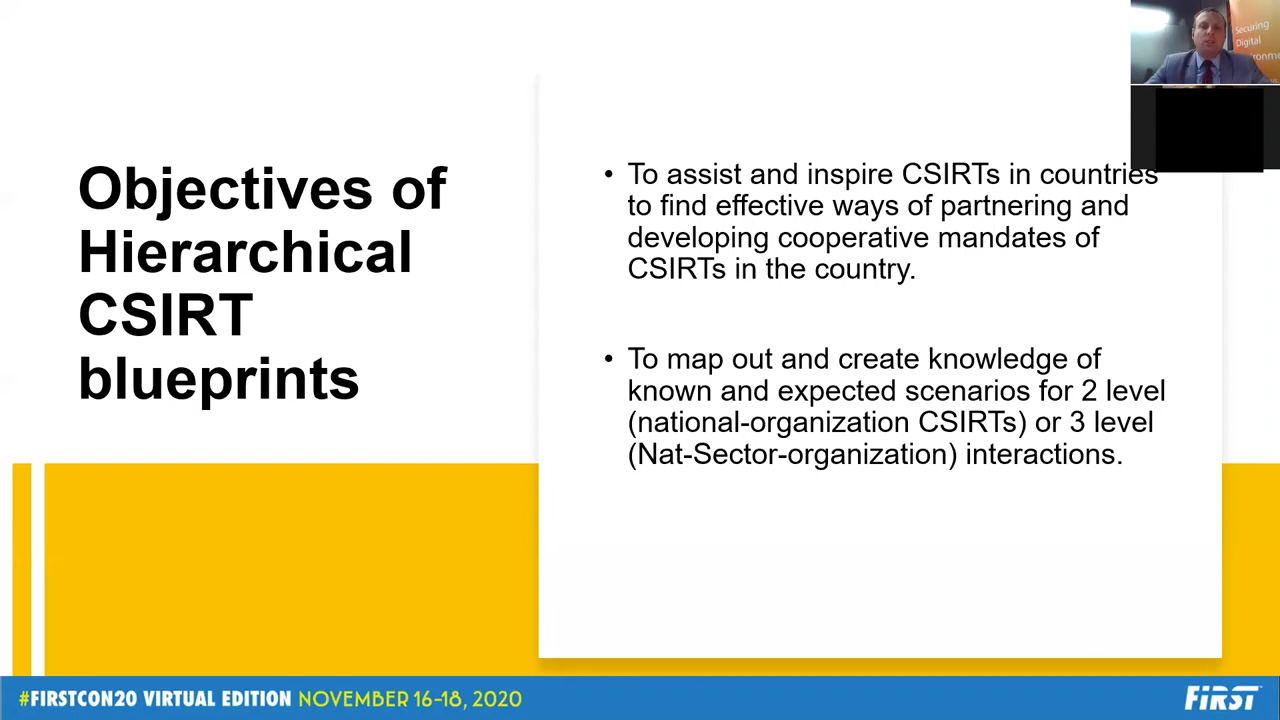 Objectives of
Hierarchical
CSIRT
blueprints
• To assist and inspire CSIRTs in countries
to find effective ways of partnering and
developing cooperative mandates of
CSIRTs in the country.
• To map out and create knowledge of
known and expected scenarios for 2 level
(national-organization CSIRTs) or 3 level
(Nat-Sector-organization) interactions.
Securing
Digital
#FIRSTCON20 VIRTUAL EDITION NOVEMBER 16-18, 2020
FiRST